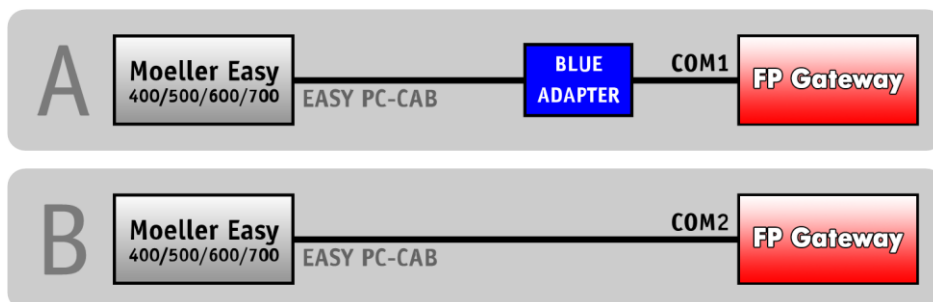 A
Moeller Easy
400/500/600/700
EASY PC-CAB
BLUE
ADAPTER
COM1
FP Gateway
B
Moeller Easy
400/500/600/700
EASY PC-CAB
COM2
FP Gateway